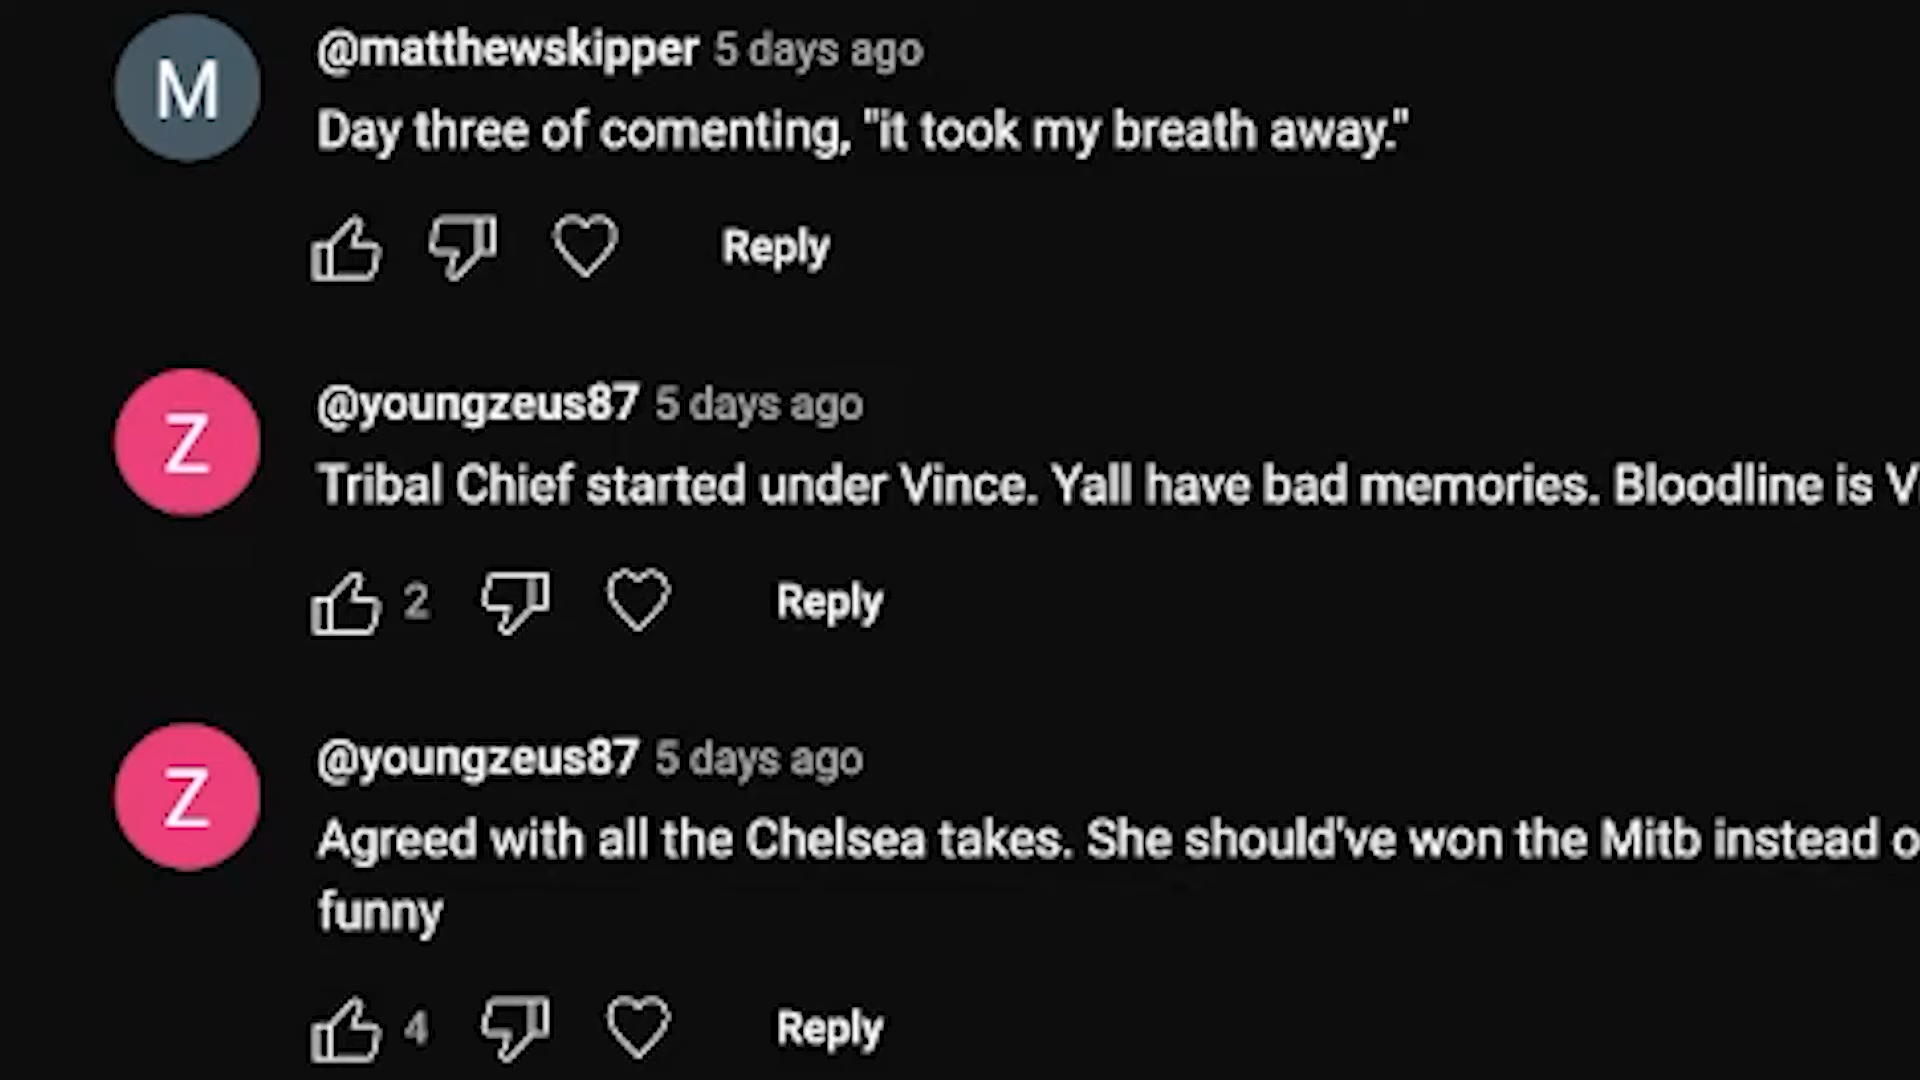 M
@matthewskipper 5 days ago
Day three of comenting, "it took my breath away."
Reply
Z
@youngzeus87 5 days ago
Tribal Chief started under Vince. Yall have bad memories. Bloodline is
2
Reply
Z
@youngzeus87 5 days ago
Agreed with all the Chelsea takes. She should've won the Mitb instead
funny
4
Reply